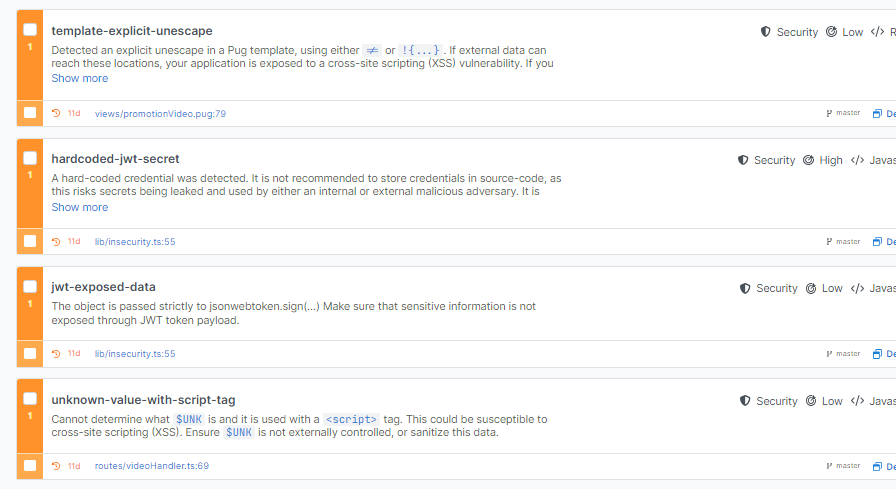 template-explicit-unescape
Security Low R
1
Detected an explicit unescape in a Pug template, using either != or !{...}. If external data can
reach these locations, your application is exposed to a cross-site scripting (XSS) vulnerability. If you
Show more
11d views/promotionVideo.pug:79 master De
hardcoded-jwt-secret
Security High Javas
1
A hard-coded credential was detected. It is not recommended to store credentials in source-code, as
this risks secrets being leaked and used by either an internal or external malicious adversary. It is
Show more
11d lib/insecurity.ts:55 master De
jwt-exposed-data
Security Low Javas
1
The object is passed strictly to jsonwebtoken.sign(...) Make sure that sensitive information is not
exposed through JWT token payload.
11d lib/insecurity.ts:55 master De
unknown-value-with-script-tag
Security Low Javas
1
Cannot determine what $UNK is and it is used with a <script> tag. This could be susceptible to
cross-site scripting (XSS). Ensure $UNK is not externally controlled, or sanitize this data.
11d routes/videoHandler.ts:69 master De